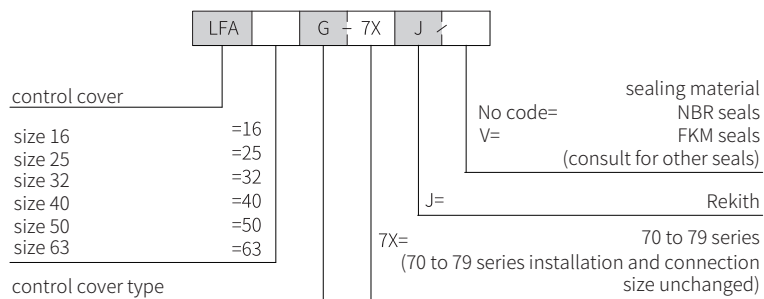 LFA G - 7X J /
control cover
size 16 =16
size 25 =25
size 32 =32
size 40 =40
size 50 =50
size 63 =63
control cover type
sealing material
No code= NBR seals
V= FKM seals
(consult for other seals)
J= Rekith
7X= 70 to 79 series
(70 to 79 series installation and connection
size unchanged)